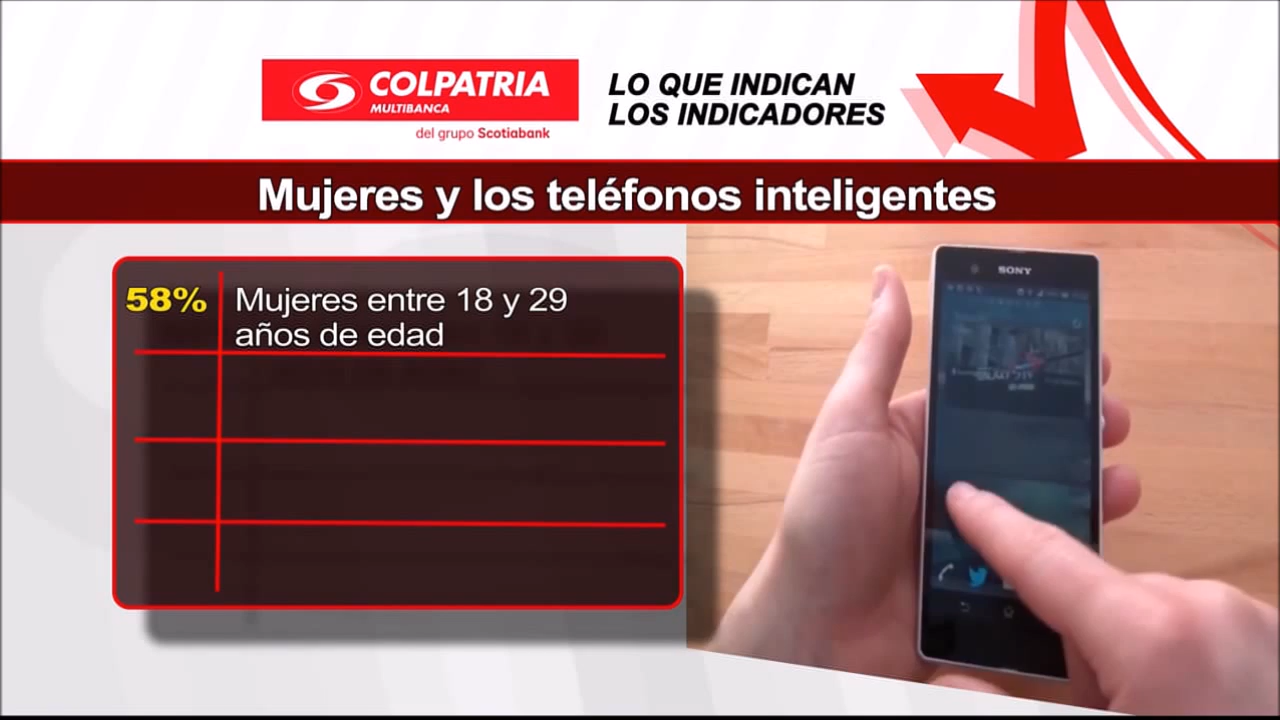 COLPATRIA
MULTIBANCA
del grupo Scotiabank
LO QUE INDICAN
LOS INDICADORES
Mujeres y los teléfonos inteligentes
58% Mujeres entre 18 y 29
años de edad
SONY